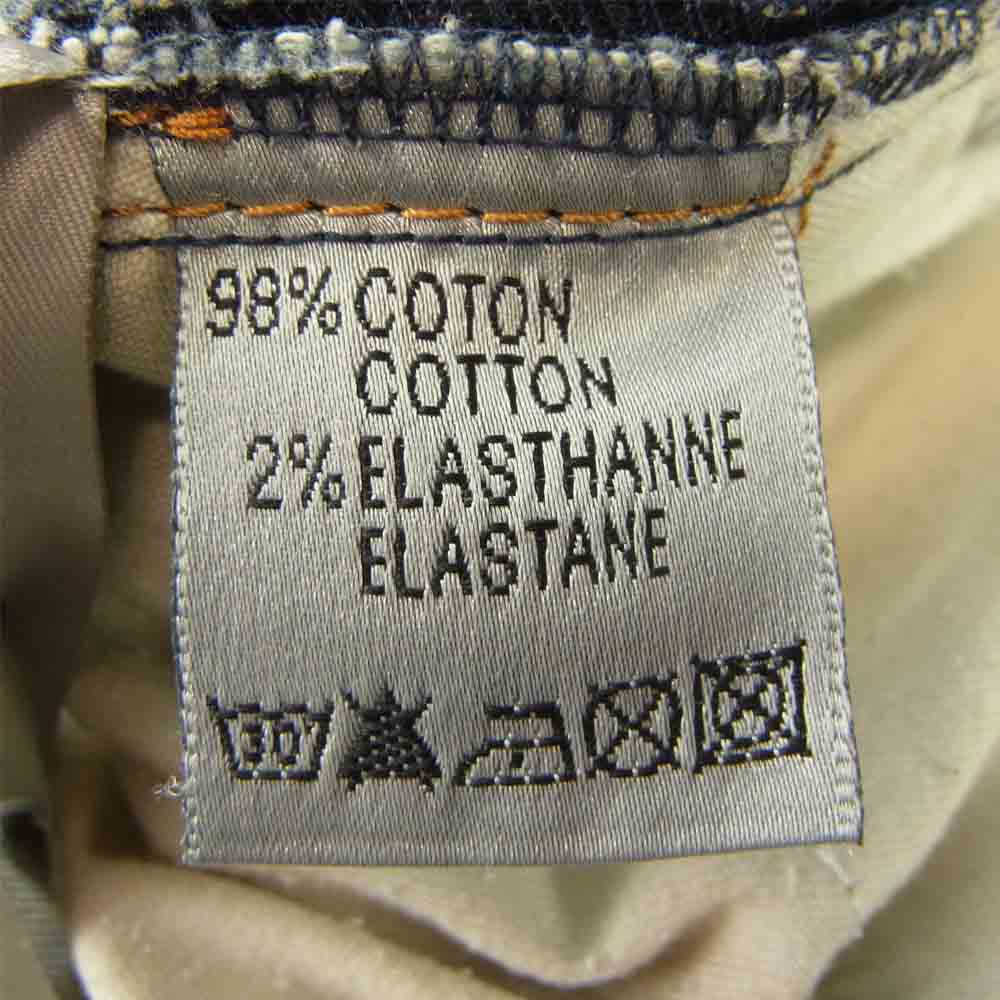 98% COTON
COTTON
2% ELASTHANNE
ELASTANE
30